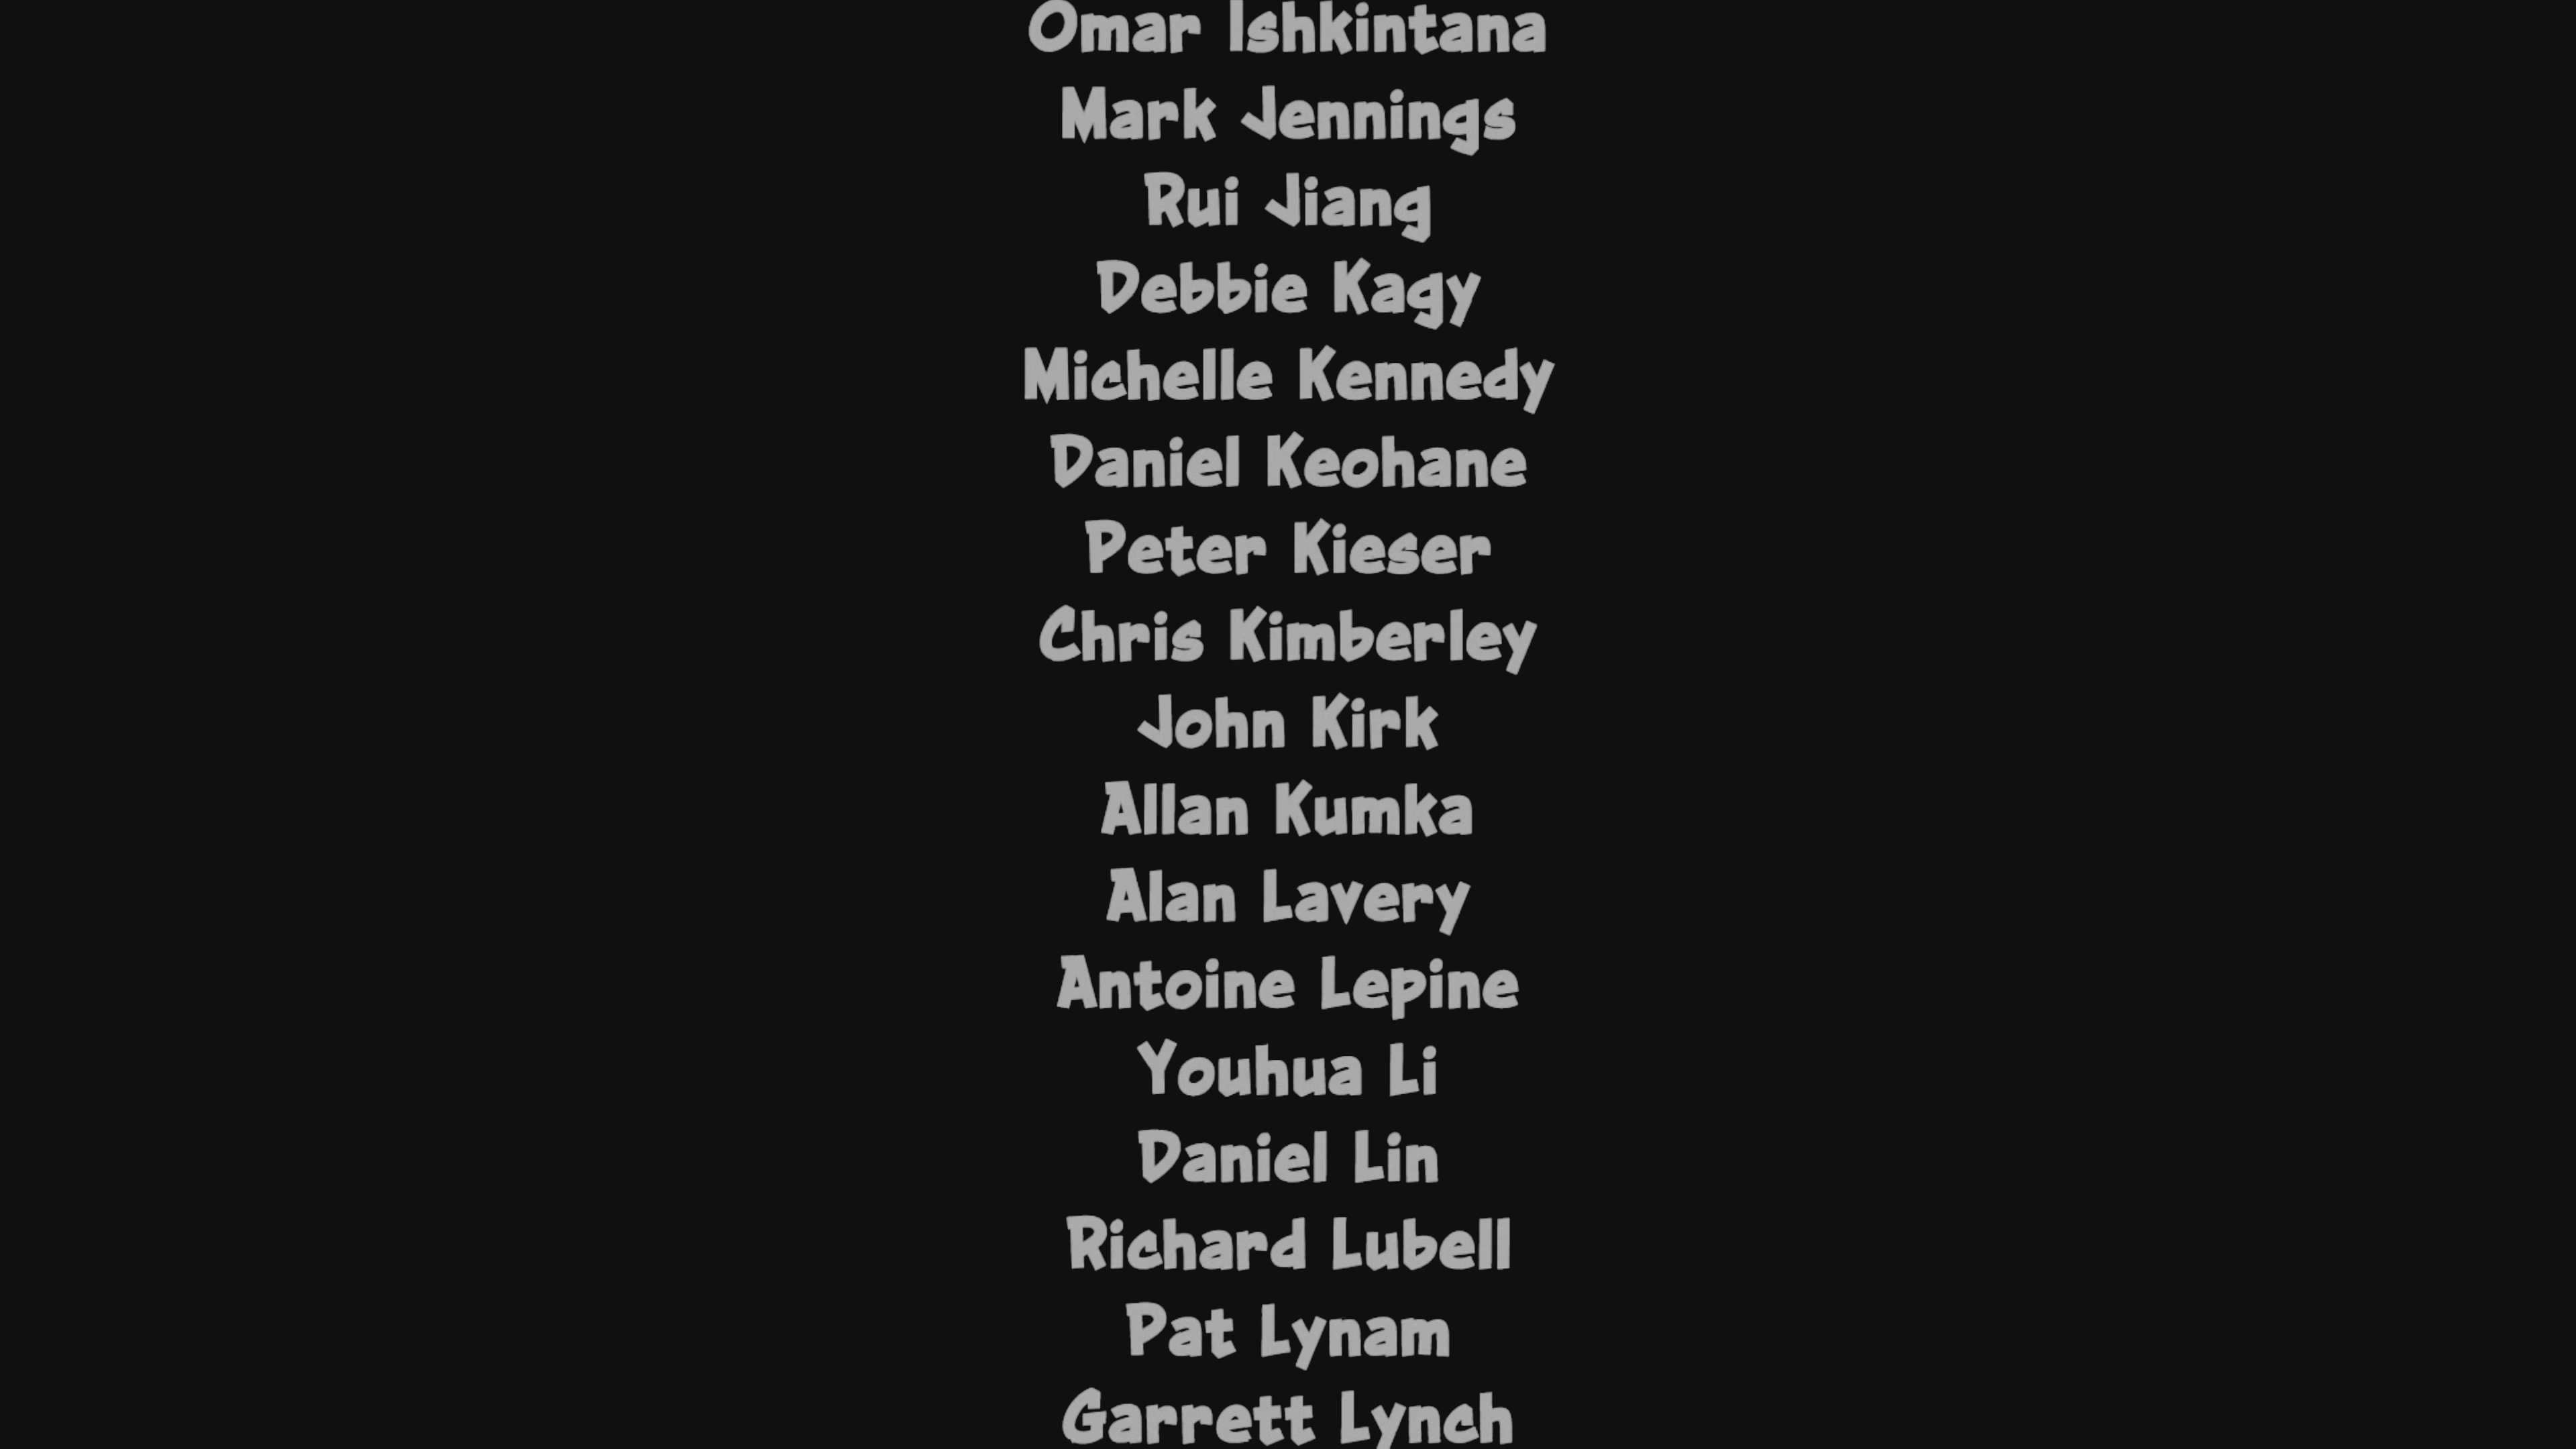 Omar Ishkintana
Mark Jennings
Rui Jiang
Debbie Kagy
Michelle Kennedy
Daniel Keohane
Peter Kieser
Chris Kimberley
John Kirk
Allan Kumka
Alan Lavery
Antoine Lepine
Youhua Li
Daniel Lin
Richard Lubell
Pat Lynam
Garrett Lynch